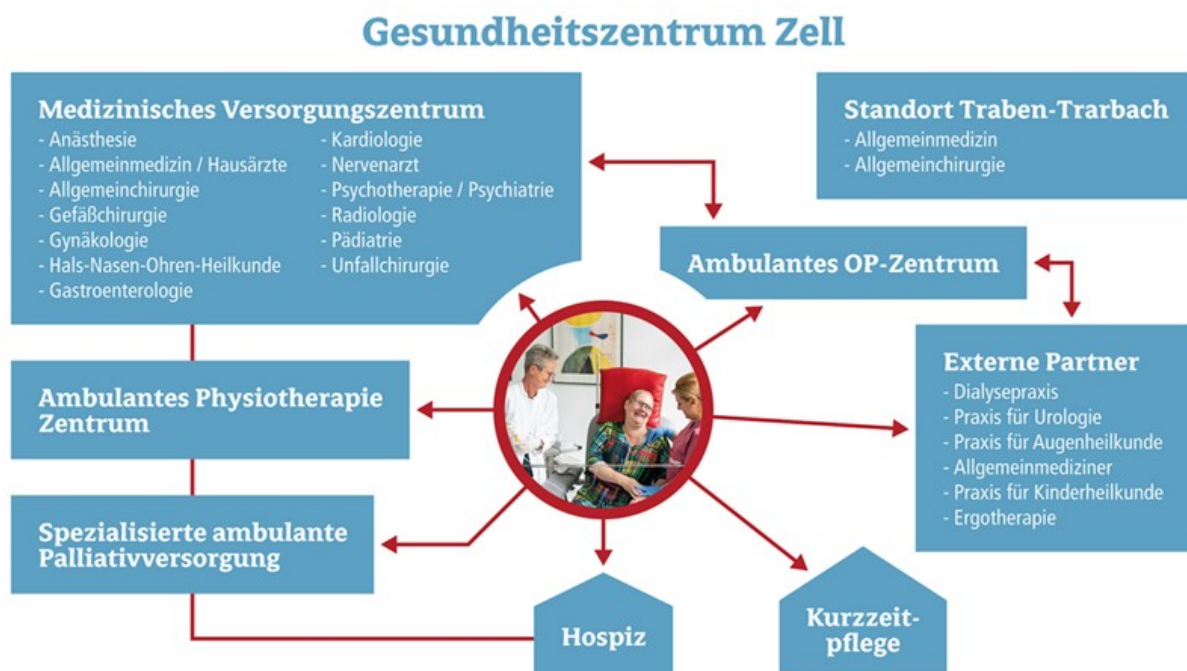 Gesundheitszentrum Zell
Medizinisches Versorgungszentrum
- Anästhesie
- Allgemeinmedizin / Hausärzte
- Allgemeinchirurgie
- Gefäßchirurgie
- Gynäkologie
- Hals-Nasen-Ohren-Heilkunde
- Gastroenterologie
- Kardiologie
- Nervenarzt
- Psychotherapie / Psychiatrie
- Radiologie
- Pädiatrie
- Unfallchirurgie
Standort Traben-Trarbach
- Allgemeinmedizin
- Allgemeinchirurgie
Ambulantes OP-Zentrum
Externe Partner
- Dialysepraxis
- Praxis für Urologie
- Praxis für Augenheilkunde
- Allgemeinmediziner
- Praxis für Kinderheilkunde
- Ergotherapie
Ambulantes Physiotherapie
Zentrum
Spezialisierte ambulante
Palliativversorgung
Hospiz
Kurzzeit-
pflege